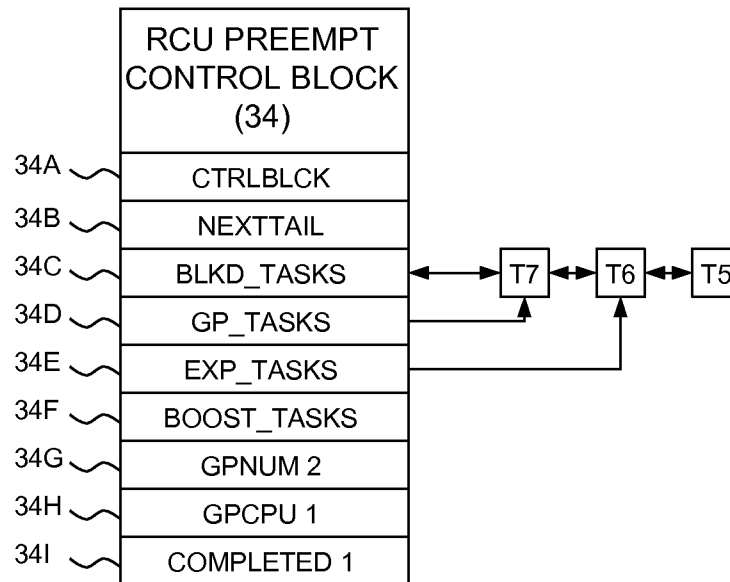 RCU PREEMPT
CONTROL BLOCK
(34)
34A CTRLBLCK
34B NEXTTAIL
34C BLKD_TASKS T7 T6 T5
34D GP_TASKS
34E EXP_TASKS
34F BOOST_TASKS
34G GPNUM 2
34H GPCPU 1
34I COMPLETED 1